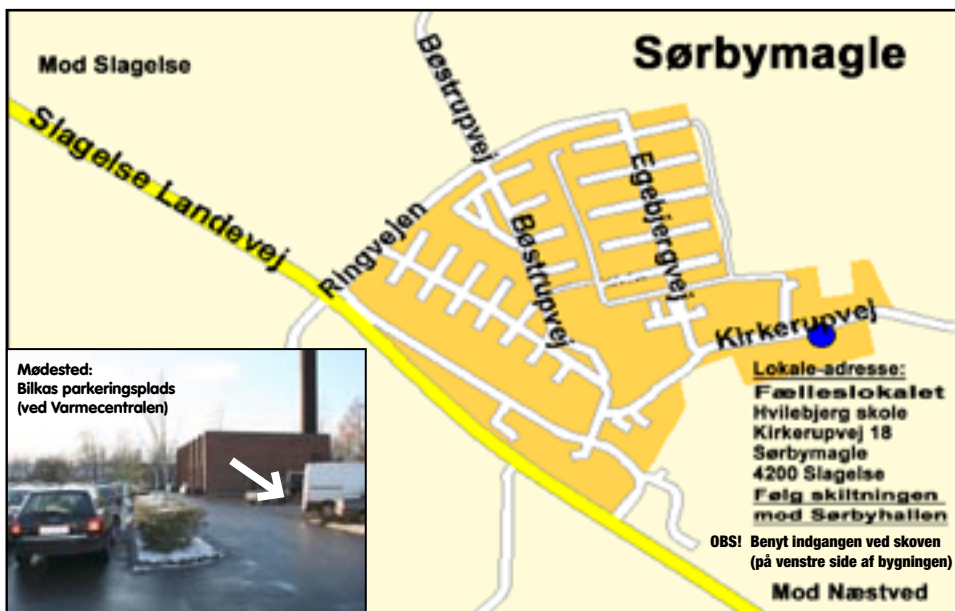 Sørbymagle
Mod Slagelse
Bøstrupvej
Slagelse Landevej
Ringvejen
Bøstrupvej
Egebjergvej
Kirkerupvej
Mødested:
Bilkas parkeringsplads
(ved Varmecentralen)
Lokale-adresse:
Fælleslokalet
Hvilebjerg skole
Kirkerupvej 18
Sørbymagle
4200 Slagelse
Følg skiltningen
mod Sørbyhallen
OBS! Benyt indgangen ved skoven
(på venstre side af bygningen)
Mod Næstved